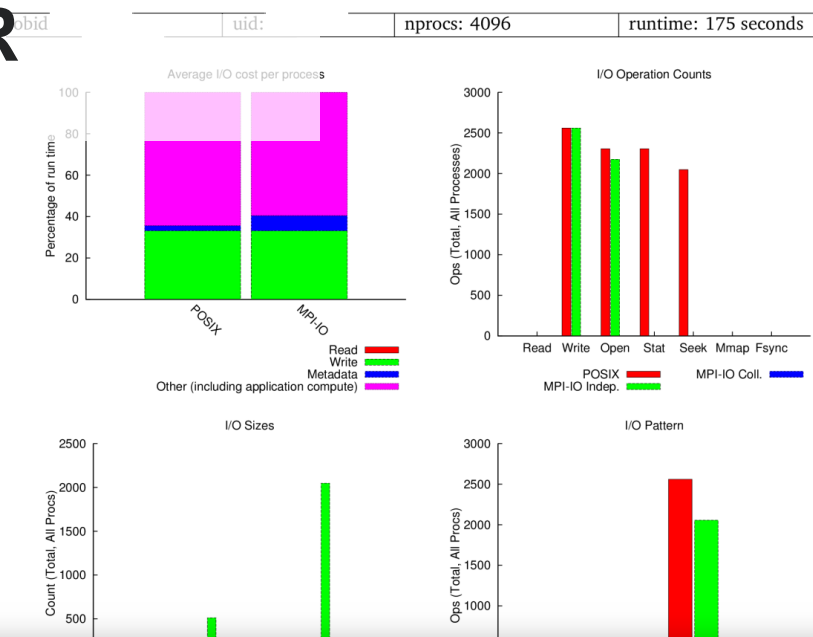 R
obid uid: nprocs: 4096 runtime: 175 seconds
Average I/O cost per process
100
80
60
40
20
0
Percentage of run time
POSIX
MPI-IO
Read
Write
Metadata
Other (including application compute)
I/O Operation Counts
3000
2500
2000
1500
1000
500
0
Ops (Total, All Processes)
Read Write Open Stat Seek Mmap Fsync
POSIX MPI-IO Coll.
MPI-IO Indep.
I/O Sizes
2500
2000
1500
1000
500
Count (Total, All Procs)
I/O Pattern
3000
2500
2000
1500
1000
Ops (Total, All Procs)